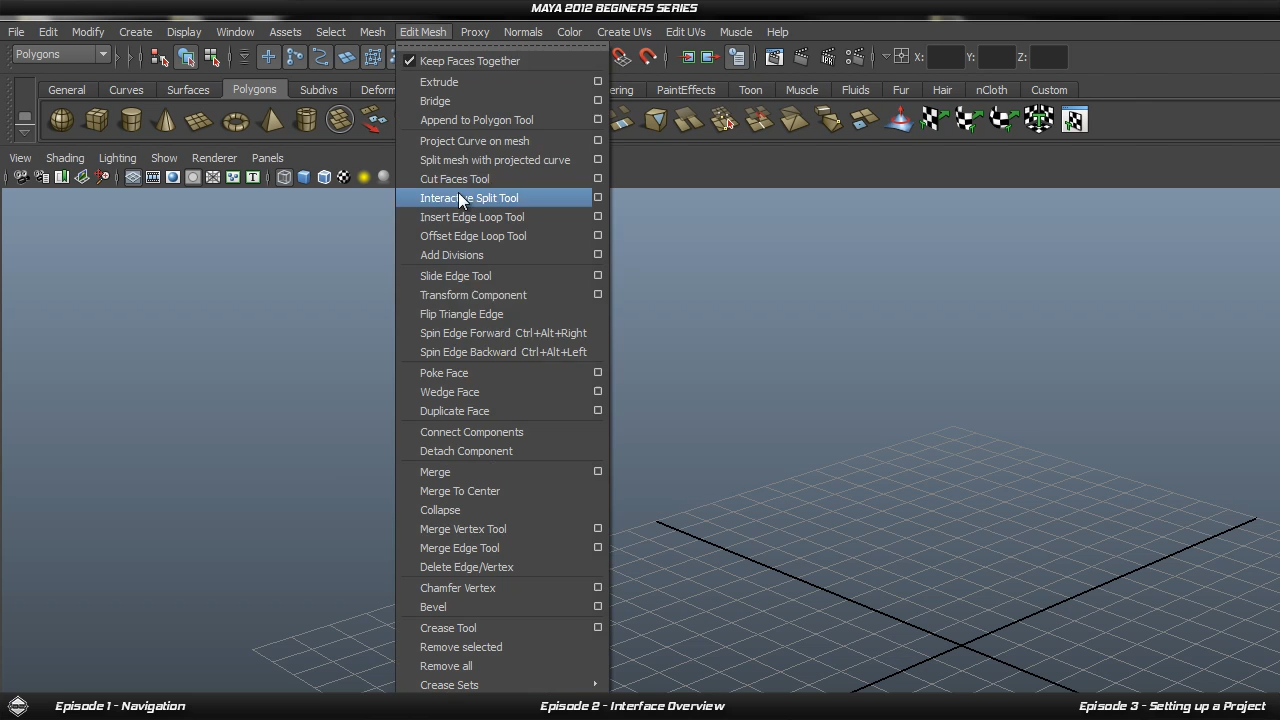 MAYA 2012 BEGINERS SERIES
File Edit Modify Create Display Window Assets Select Mesh Edit Mesh Proxy Normals Color Create UVs Edit UVs Muscle Help
Polygons X: Y: Z:
General Curves Surfaces Polygons Subdivs Deform ering PaintEffects Toon Muscle Fluids Fur Hair nCloth Custom
View Shading Lighting Show Renderer Panels
Keep Faces Together
Extrude
Bridge
Append to Polygon Tool
Project Curve on mesh
Split mesh with projected curve
Cut Faces Tool
Interactive Split Tool
Insert Edge Loop Tool
Offset Edge Loop Tool
Add Divisions
Slide Edge Tool
Transform Component
Flip Triangle Edge
Spin Edge Forward Ctrl+Alt+Right
Spin Edge Backward Ctrl+Alt+Left
Poke Face
Wedge Face
Duplicate Face
Connect Components
Detach Component
Merge
Merge To Center
Collapse
Merge Vertex Tool
Merge Edge Tool
Delete Edge/Vertex
Chamfer Vertex
Bevel
Crease Tool
Remove selected
Remove all
Crease Sets
Episode 1 - Navigation Episode 2 - Interface Overview Episode 3 - Setting up a Project